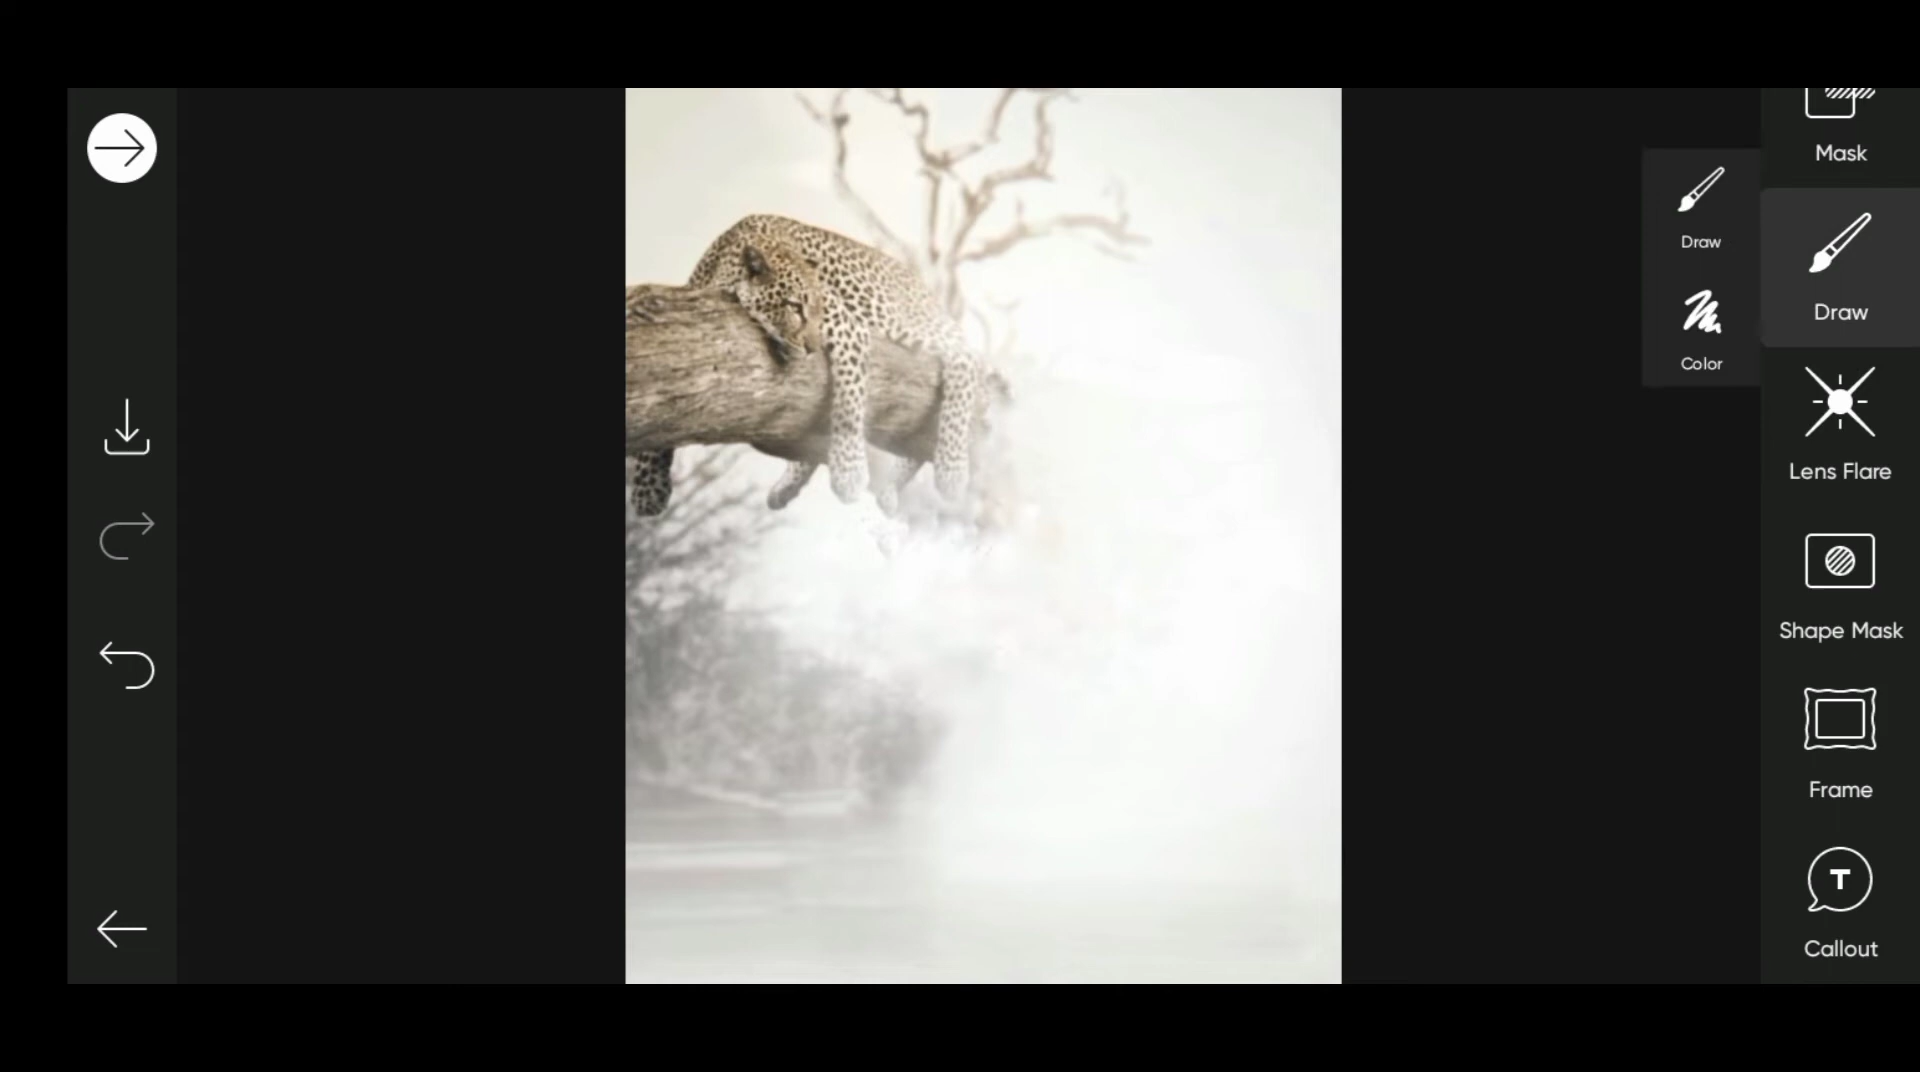 Mask
Draw
Draw
Color
Lens Flare
Shape Mask
Frame
T
Callout